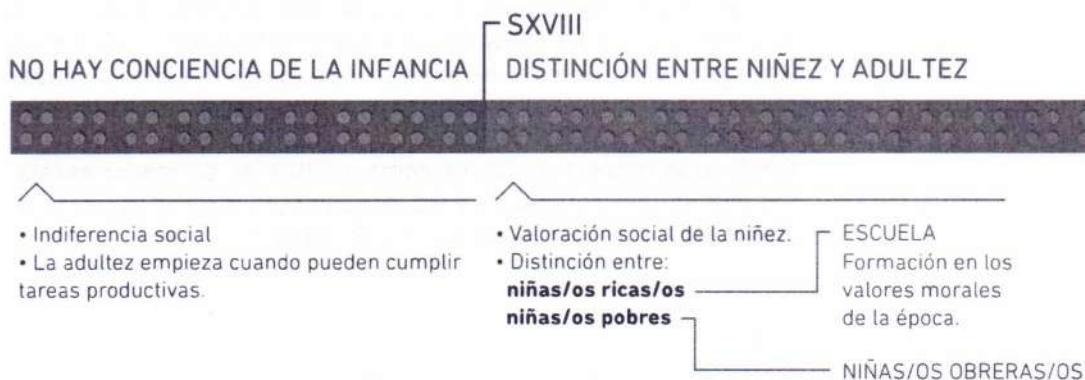 SXVIII
NO HAY CONCIENCIA DE LA INFANCIA
DISTINCIÓN ENTRE NIÑEZ Y ADULTEZ
• Indiferencia social
• La adultez empieza cuando pueden cumplir
tareas productivas.
• Valoración social de la niñez.
• Distinción entre:
niñas/os ricas/os
niñas/os pobres
ESCUELA
Formación en los
valores morales
de la época.
NIÑAS/OS OBRERAS/OS